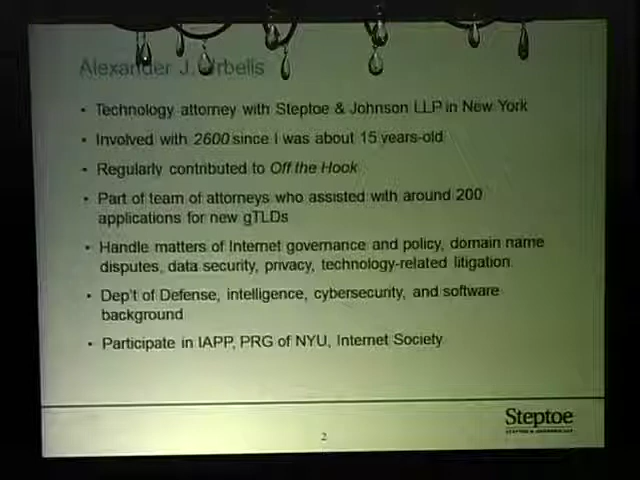 Alexander J. Urbelis
• Technology attorney with Steptoe & Johnson LLP in New York
• Involved with 2600 since I was about 15 years-old
• Regularly contributed to Off the Hook
• Part of team of attorneys who assisted with around 200
applications for new gTLDs
• Handle matters of Internet governance and policy, domain name
disputes, data security, privacy, technology-related litigation.
• Dep't of Defense, intelligence, cybersecurity, and software
background
• Participate in IAPP, PRG of NYU, Internet Society
Steptoe
STEPTOE & JOHNSON LLP
2